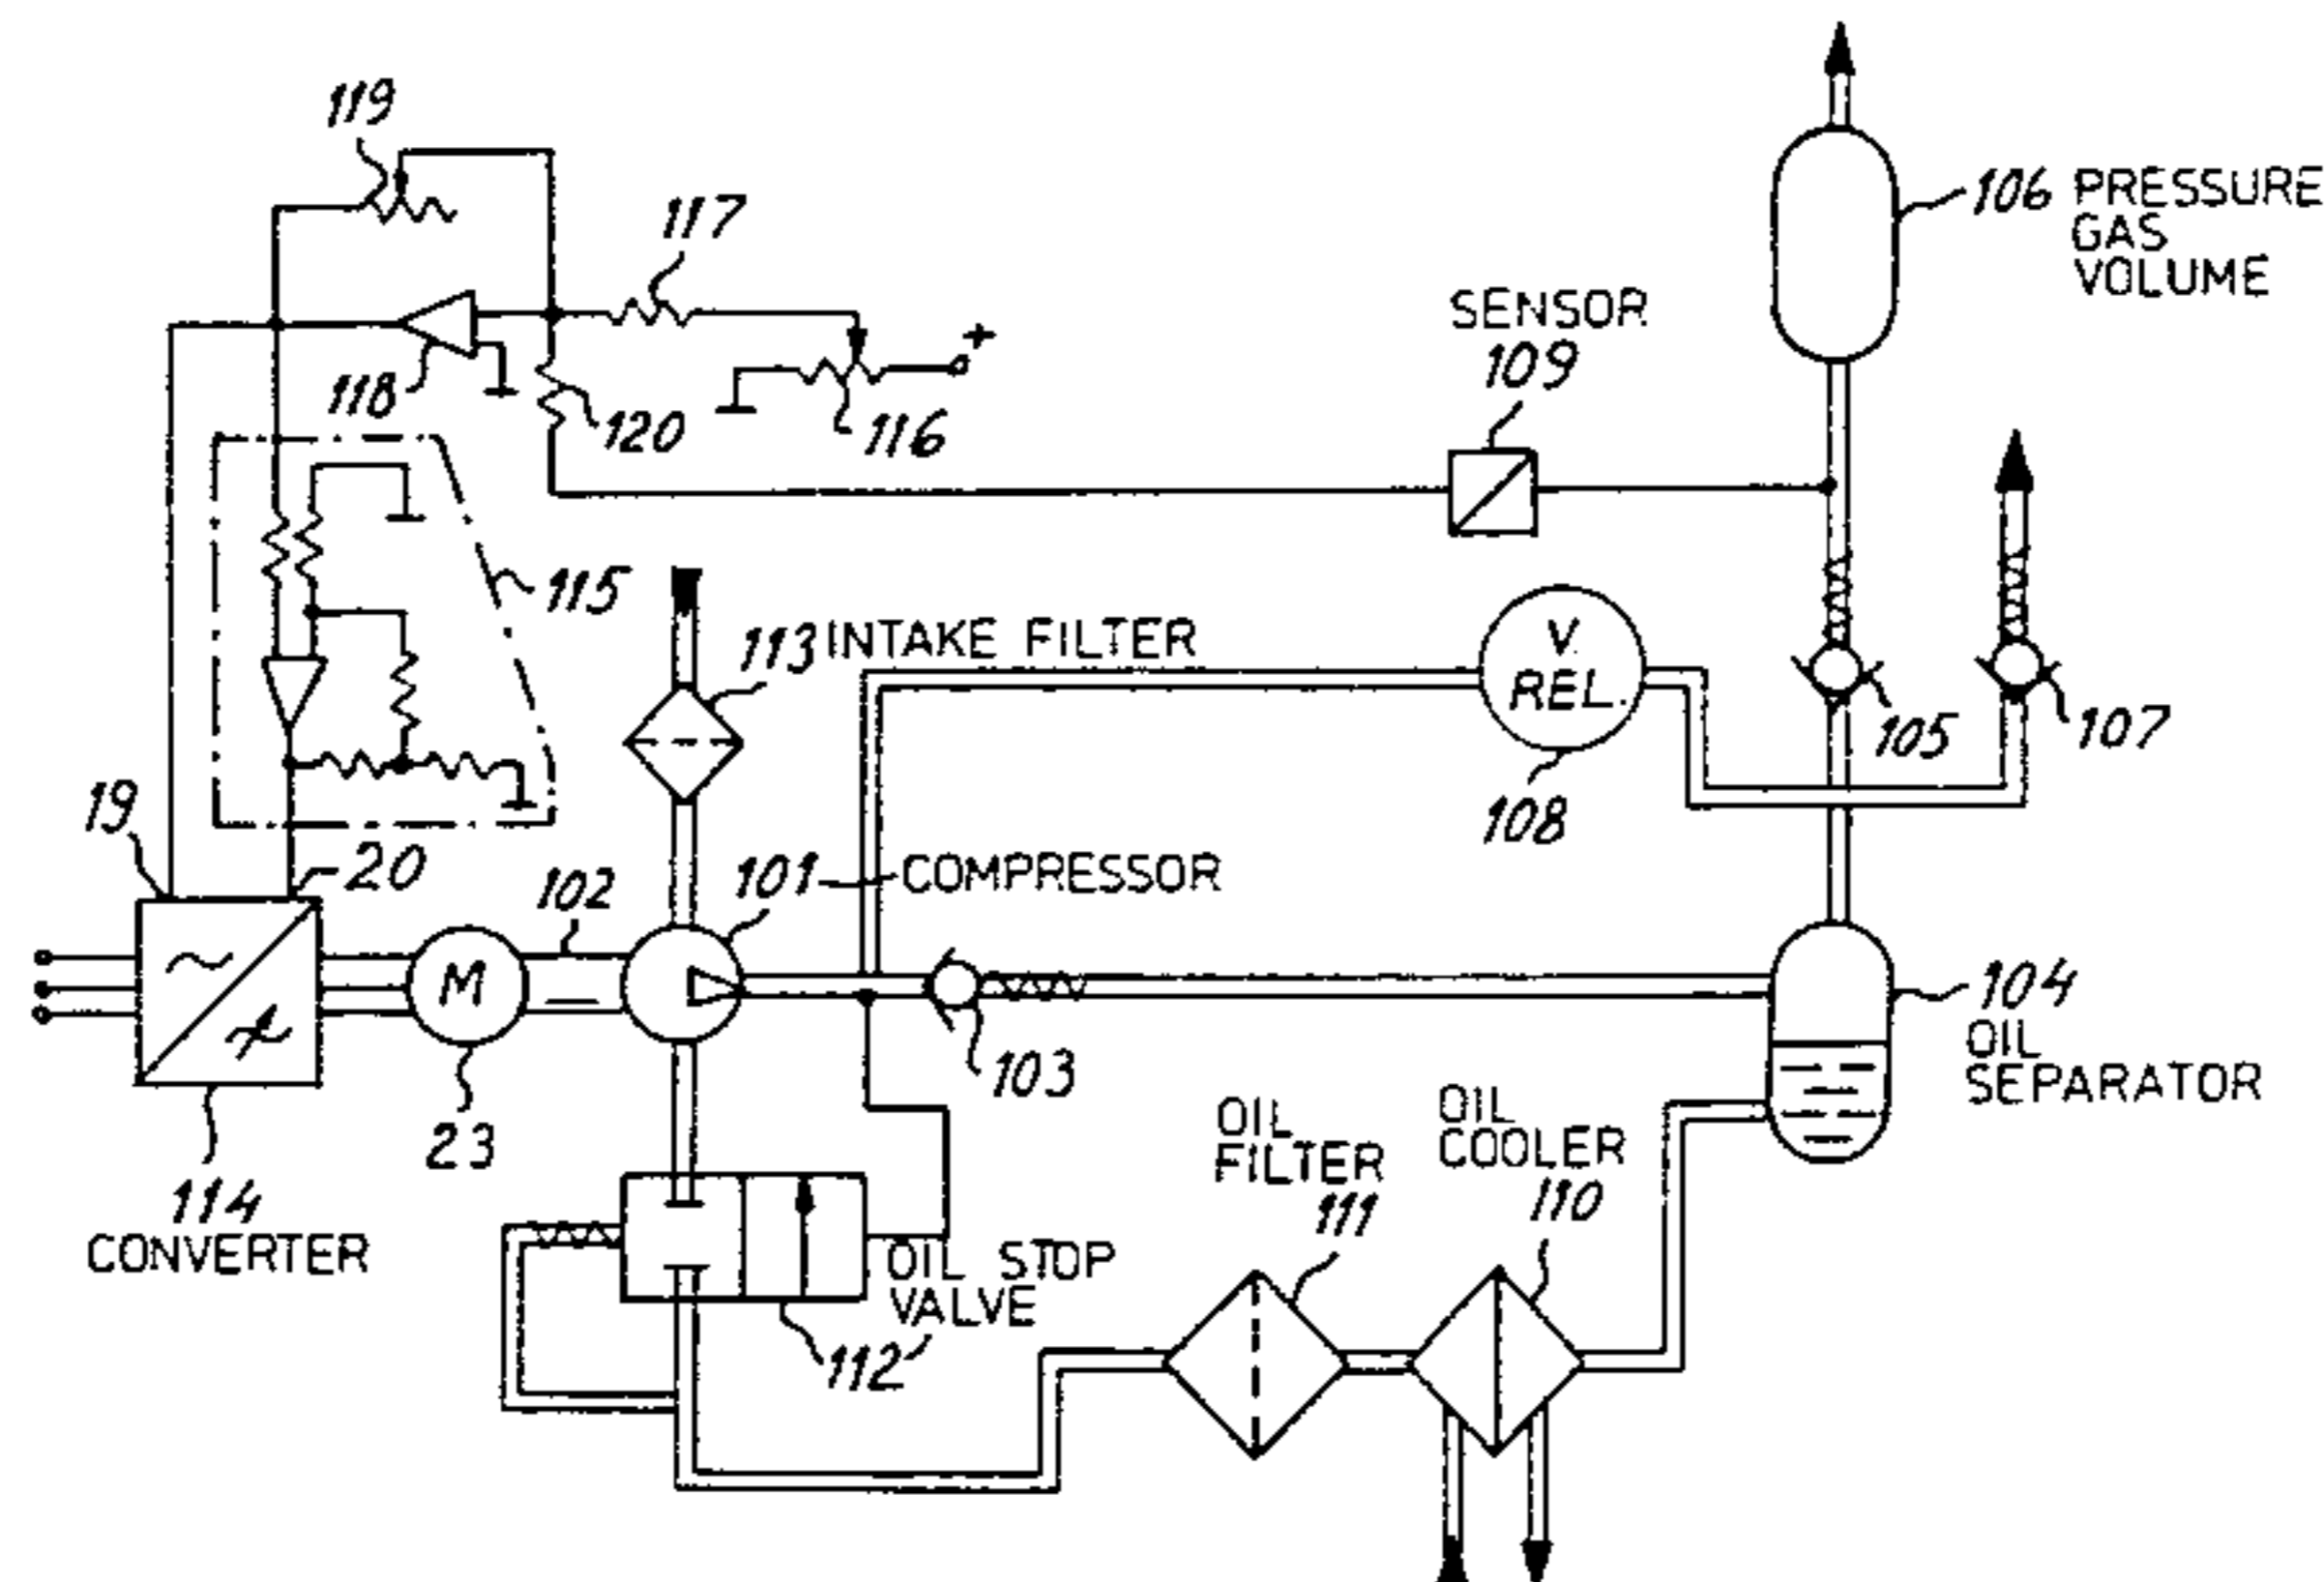 119
106 PRESSURE
GAS
VOLUME
117
SENSOR
109
+
118
120
116
115
113 INTAKE FILTER
V.
REL.
105
107
108
19
20
102
101 COMPRESSOR
M
103
104
OIL
SEPARATOR
23
OIL
FILTER
111
OIL
COOLER
110
114
CONVERTER
OIL STOP
VALVE
112